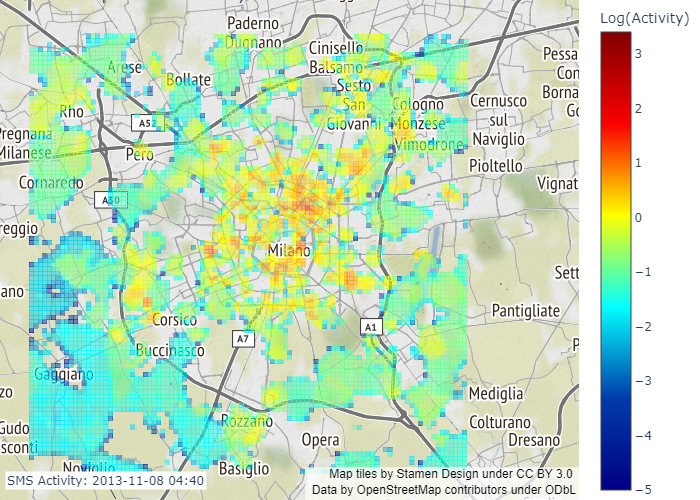 Log(Activity)
3
2
1
0
−1
−2
−3
−4
−5
Paderno
Dugnano
Cinisello
Balsamo
Arese
Bollate
Sesto
San
Giovanni
Cologno
Monzese
Vimodrone
Cernusco
sul
Naviglio
Pessa
Con
Borna
Go
Rho
A52
Pregnana
Milanese
Pero
Pioltello
Cornaredo
A50
Vignat
reggio
Milano
Sett
ano
Corsico
Pantigliate
A7
A1
Buccinasco
P
Gaggiano
zo
Mediglia
Rozzano
Colturano
Gudo
sconti
Opera
Dresano
Noviglio
Basiglio
SMS Activity: 2013-11-08 04:40
Map tiles by Stamen Design under CC BY 3.0
Data by OpenStreetMap contributors under ODbL